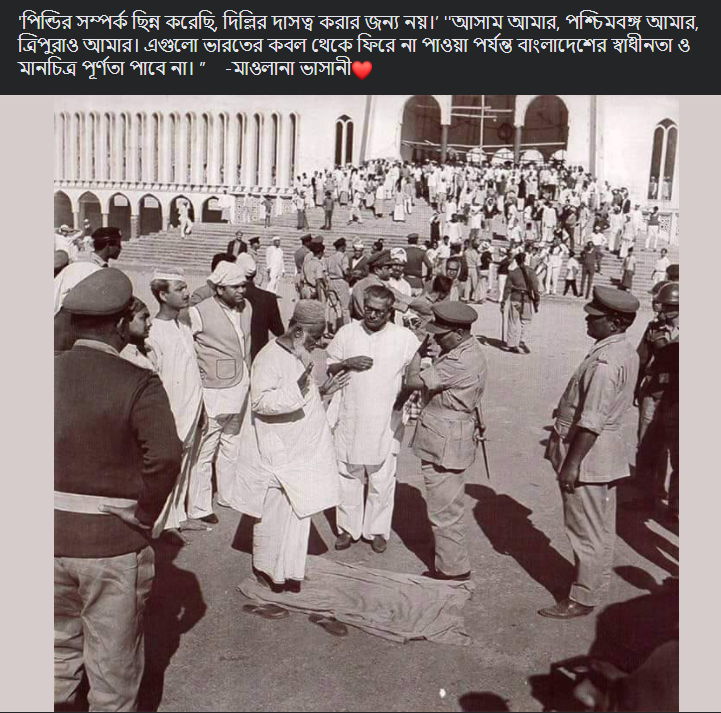 'পিন্ডির সম্পর্ক ছিন্ন করেছি, দিল্লির দাসত্ব করার জন্য নয়।' "আসাম আমার, পশ্চিমবঙ্গ আমার,
ত্রিপুরাও আমার। এগুলো ভারতের কবল থেকে ফিরে না পাওয়া পর্যন্ত বাংলাদেশের স্বাধীনতা ও
মানচিত্র পূর্ণতা পাবে না। " -মাওলানা ভাসানী❤️